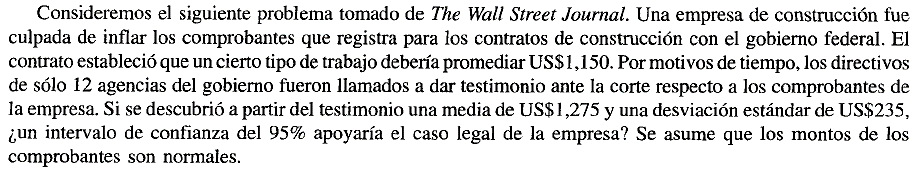 Consideremos el siguiente problema tomado de The Wall Street Journal. Una empresa de construcción fue
culpada de inflar los comprobantes que registra para los contratos de construcción con el gobierno federal. El
contrato estableció que un cierto tipo de trabajo debería promediar US$1,150. Por motivos de tiempo, los directivos
de sólo 12 agencias del gobierno fueron llamados a dar testimonio ante la corte respecto a los comprobantes de
la empresa. Si se descubrió a partir del testimonio una media de US$1,275 y una desviación estándar de US$235,
¿un intervalo de confianza del 95% apoyaría el caso legal de la empresa? Se asume que los montos de los
comprobantes son normales.